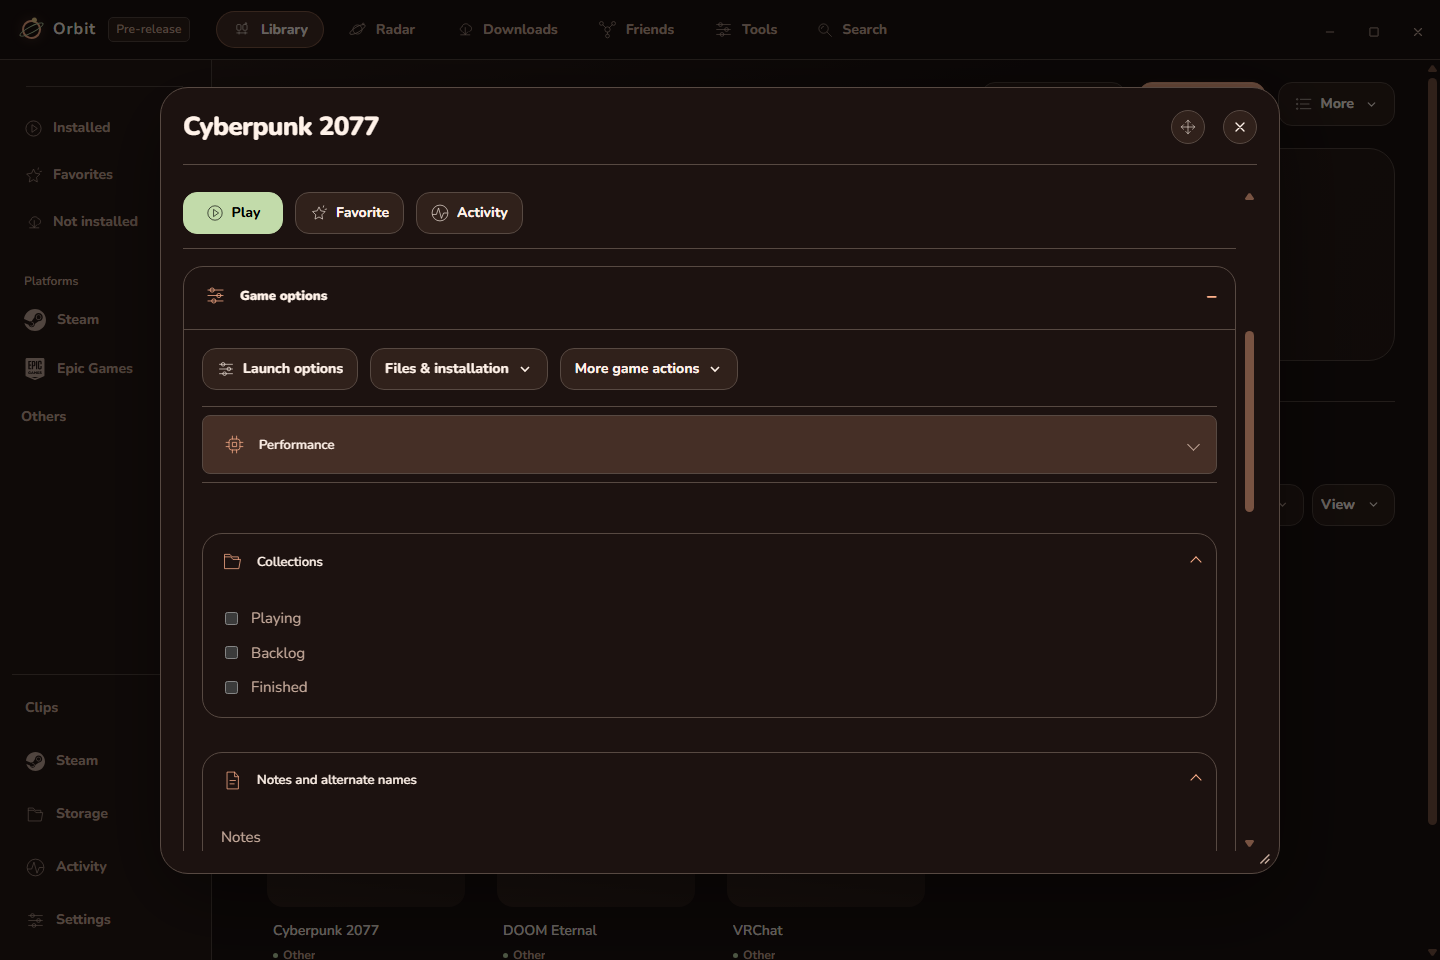 Orbit
Pre-release
Library
Radar
Downloads
Friends
Tools
Search
Installed
Favorites
Not installed
Platforms
Steam
EPIC GAMES
Epic Games
Others
Clips
Steam
Storage
Activity
Settings
More
View
Cyberpunk 2077
Play
Favorite
Activity
Game options
Launch options
Files & installation
More game actions
Performance
Collections
Playing
Backlog
Finished
Notes and alternate names
Notes
Cyberpunk 2077
DOOM Eternal
VRChat
• Other
• Other
• Other